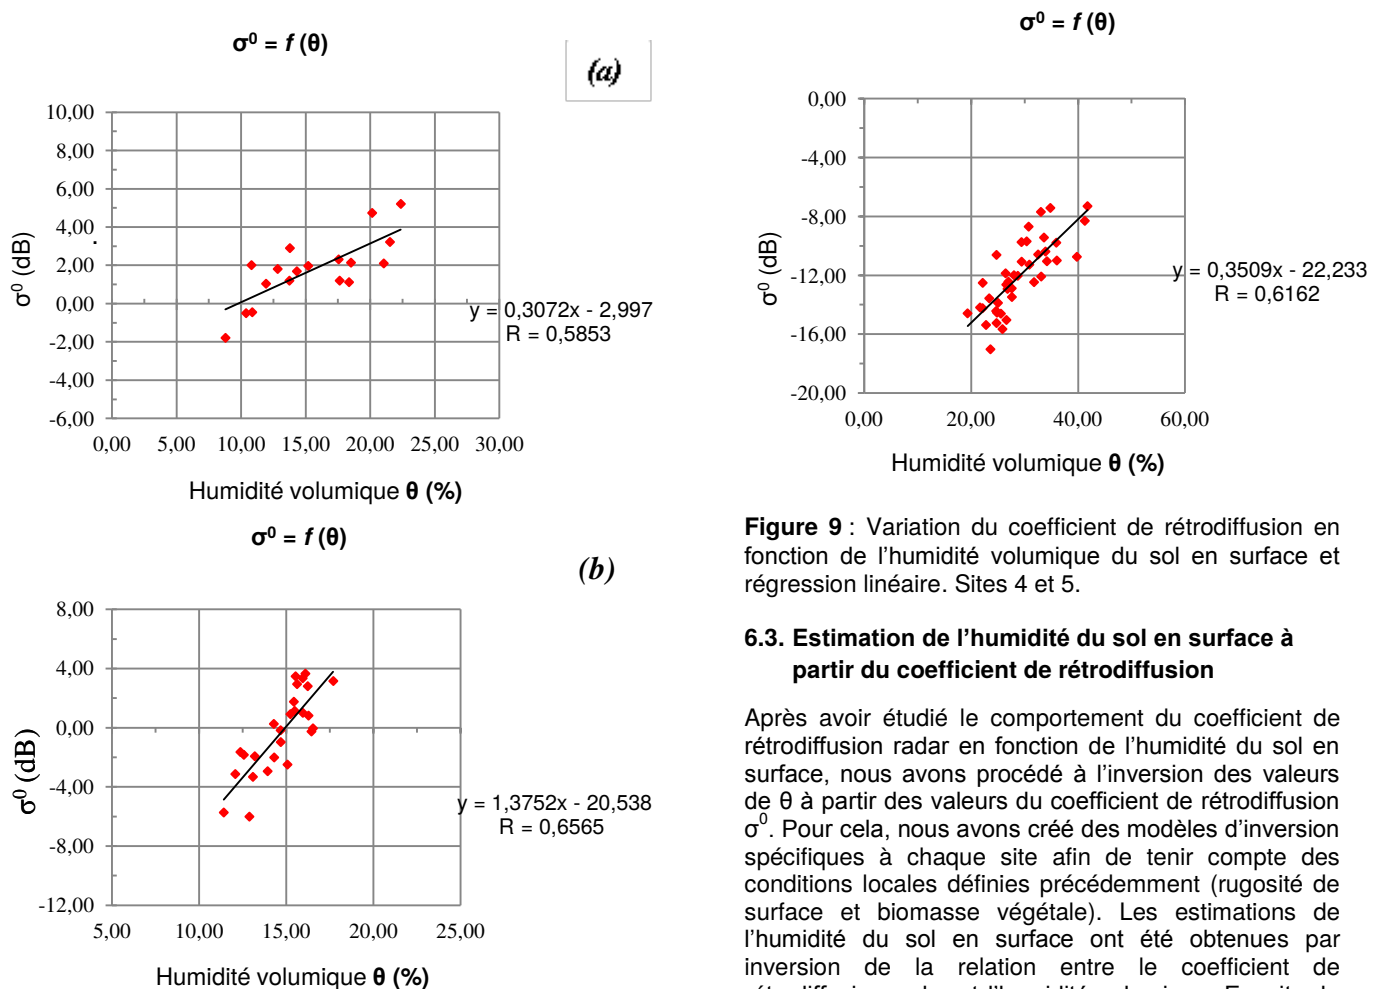 σ⁰ = f (θ)
(a)
10,00
8,00
6,00
4,00
2,00
0,00
-2,00
-4,00
-6,00
σ⁰ (dB)
y = 0,3072x - 2,997
R = 0,5853
0,00 5,00 10,00 15,00 20,00 25,00 30,00
Humidité volumique θ (%)
σ⁰ = f (θ)
(b)
8,00
4,00
0,00
-4,00
-8,00
-12,00
σ⁰ (dB)
y = 1,3752x - 20,538
R = 0,6565
5,00 10,00 15,00 20,00 25,00
Humidité volumique θ (%)
σ⁰ = f (θ)
0,00
-4,00
-8,00
-12,00
-16,00
-20,00
σ⁰ (dB)
y = 0,3509x - 22,233
R = 0,6162
0,00 20,00 40,00 60,00
Humidité volumique θ (%)
Figure 9 : Variation du coefficient de rétrodiffusion en
fonction de l’humidité volumique du sol en surface et
régression linéaire. Sites 4 et 5.
6.3. Estimation de l’humidité du sol en surface à
partir du coefficient de rétrodiffusion
Après avoir étudié le comportement du coefficient de
rétrodiffusion radar en fonction de l’humidité du sol en
surface, nous avons procédé à l’inversion des valeurs
de θ à partir des valeurs du coefficient de rétrodiffusion
σ⁰. Pour cela, nous avons créé des modèles d’inversion
spécifiques à chaque site afin de tenir compte des
conditions locales définies précédemment (rugosité de
surface et biomasse végétale). Les estimations de
l’humidité du sol en surface ont été obtenues par
inversion de la relation entre le coefficient de